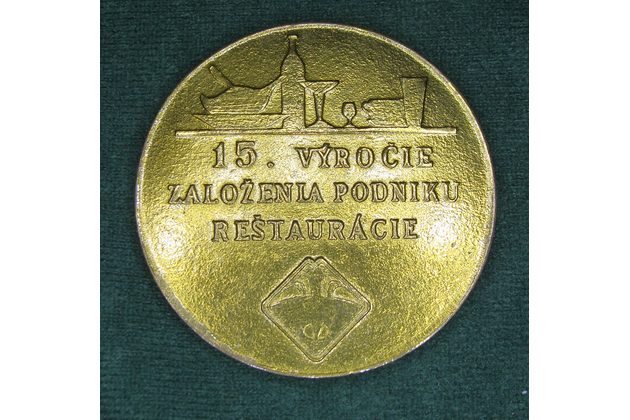 15. VÝROČIE
ZALOŽENIA PODNIKU
REŠTAURÁCIE